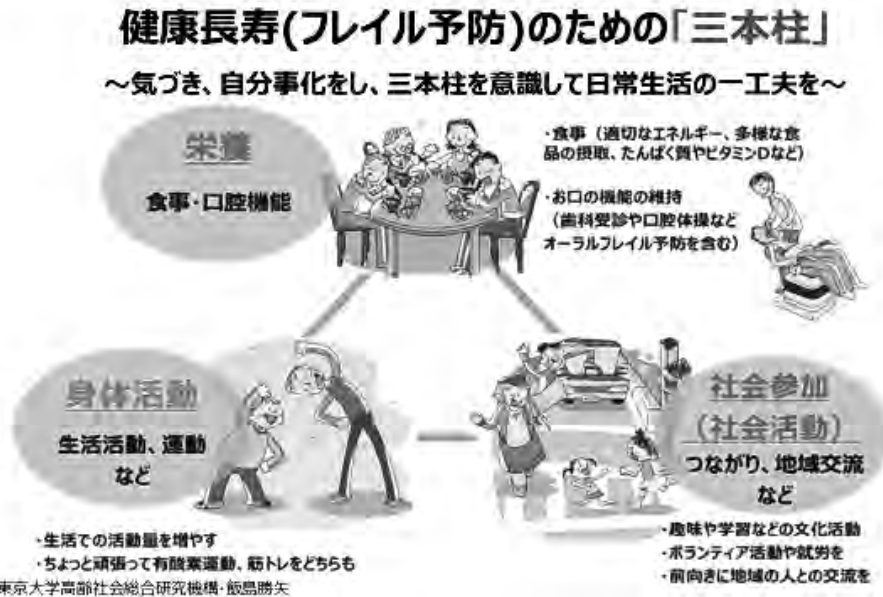 健康長寿(フレイル予防)のための「三本柱」
～気づき、自分事化をし、三本柱を意識して日常生活の一工夫を～
栄養
食事・口腔機能
・食事（適切なエネルギー、多様な食
品の摂取、たんぱく質やビタミンDなど）
・お口の機能の維持
（歯科受診や口腔体操など
オーラルフレイル予防を含む）
身体活動
生活活動、運動
など
・生活での活動量を増やす
・ちょっと頑張って有酸素運動、筋トレをどちらも
社会参加
（社会活動）
つながり、地域交流
など
・趣味や学習などの文化活動
・ボランティア活動や就労を
・前向きに地域の人との交流を
東京大学高齢社会総合研究機構・飯島勝矢